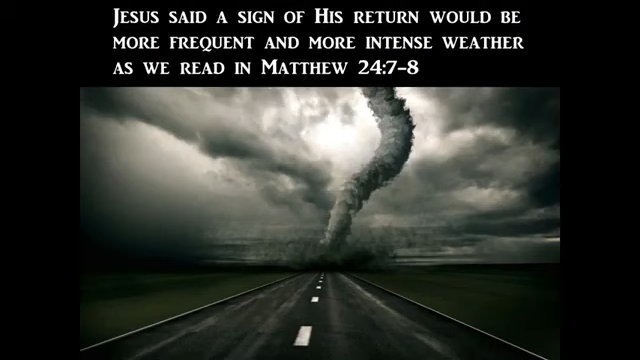 Jesus said a sign of His return would be
more frequent and more intense weather
as we read in Matthew 24:7-8